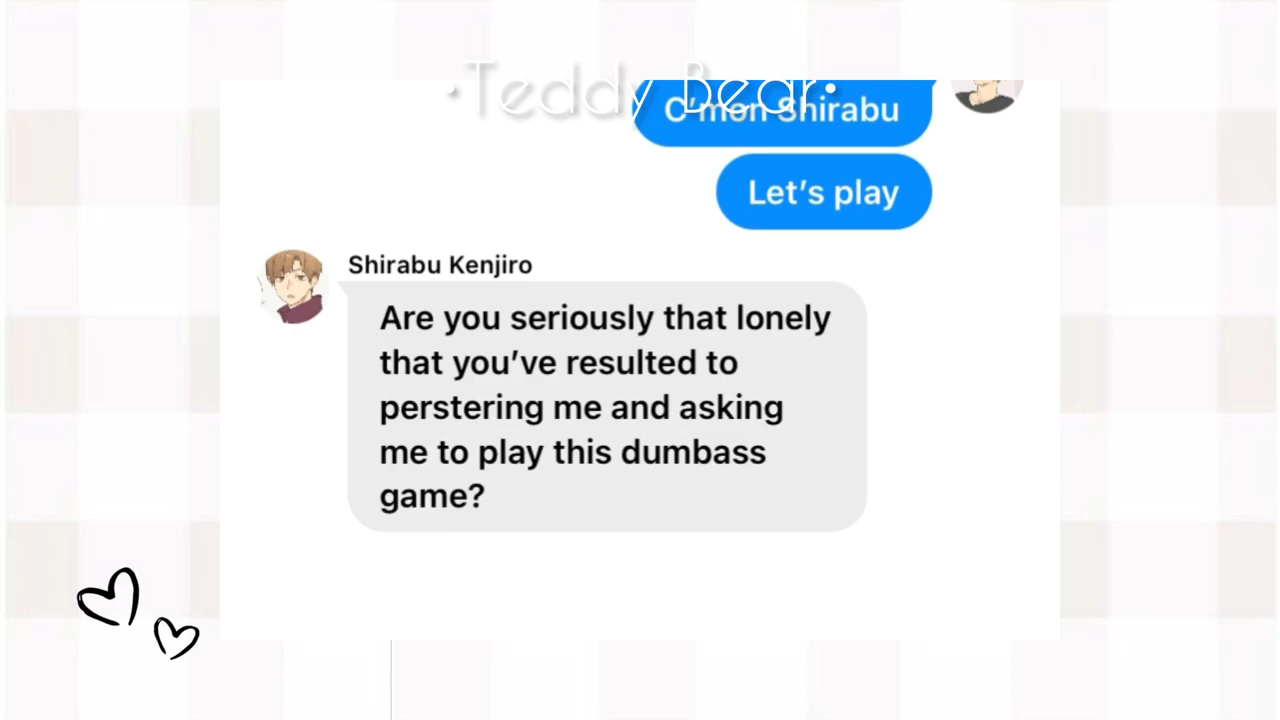 •Teddy Bear•
C'mon Shirabu
Let's play
Shirabu Kenjiro
Are you seriously that lonely
that you've resulted to
perstering me and asking
me to play this dumbass
game?